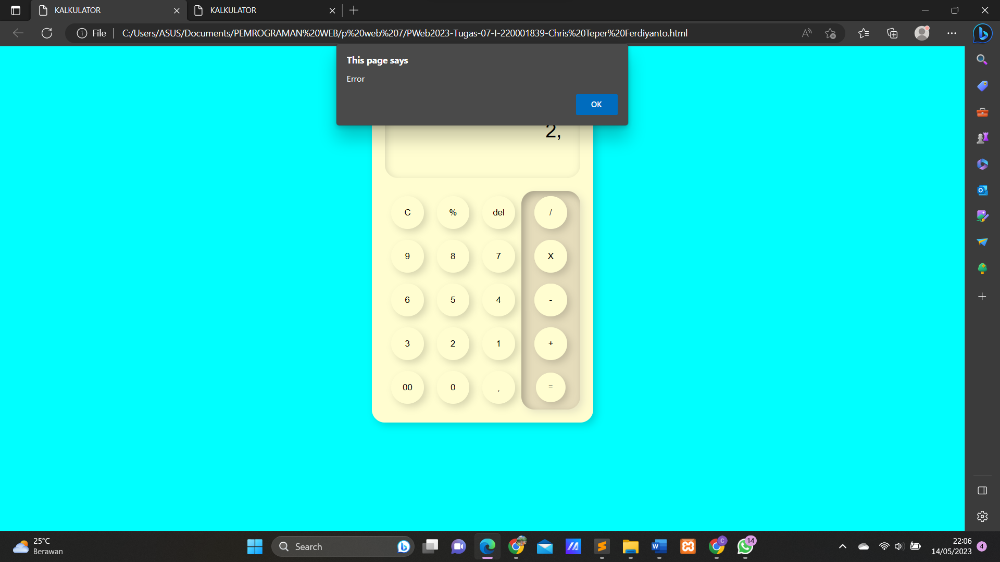 KALKULATOR
KALKULATOR
File
C:/Users/ASUS/Documents/PEMROGRAMAN%20WEB/p%20web%207/PWeb2023-Tugas-07-I-220001839-Chris%20Teper%20Ferdiyanto.html
This page says
Error
OK
2,
C % del /
9 8 7 X
6 5 4 -
3 2 1 +
00 0 , =
25°C
Berawan
Search
14
22:06
14/05/2023
4